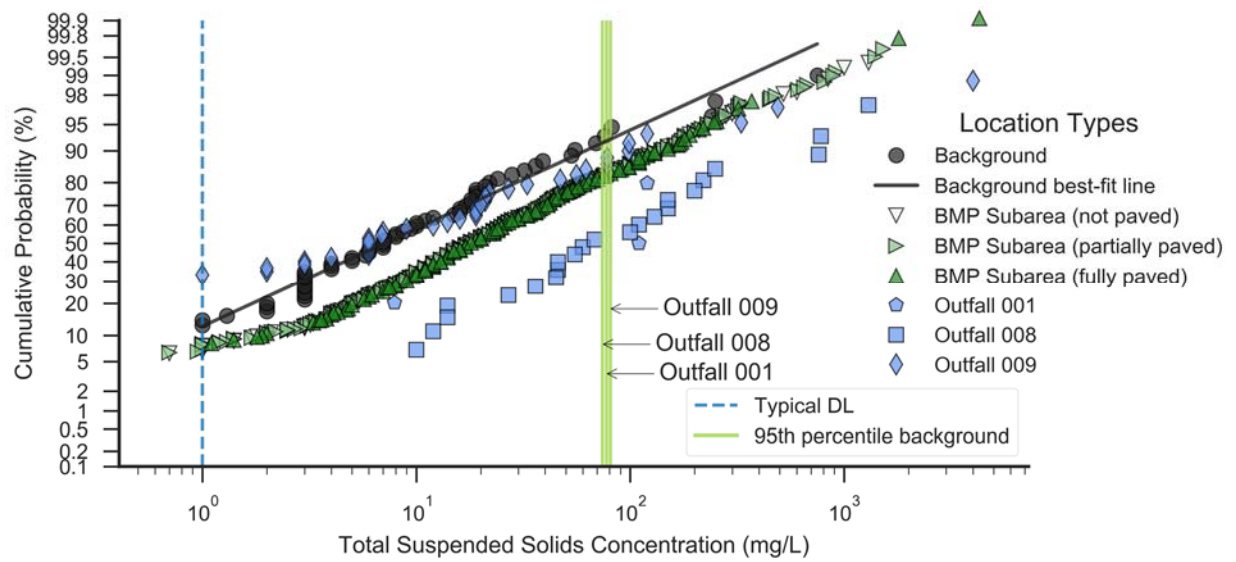 99.9
99.8
99.5
99
98
95
90
80
70
60
50
40
30
20
10
5
2
1
0.5
0.2
0.1
Cumulative Probability (%)
10⁰
10¹
10²
10³
Total Suspended Solids Concentration (mg/L)
Outfall 009
Outfall 008
Outfall 001
Typical DL
95th percentile background
Location Types
Background
Background best-fit line
BMP Subarea (not paved)
BMP Subarea (partially paved)
BMP Subarea (fully paved)
Outfall 001
Outfall 008
Outfall 009